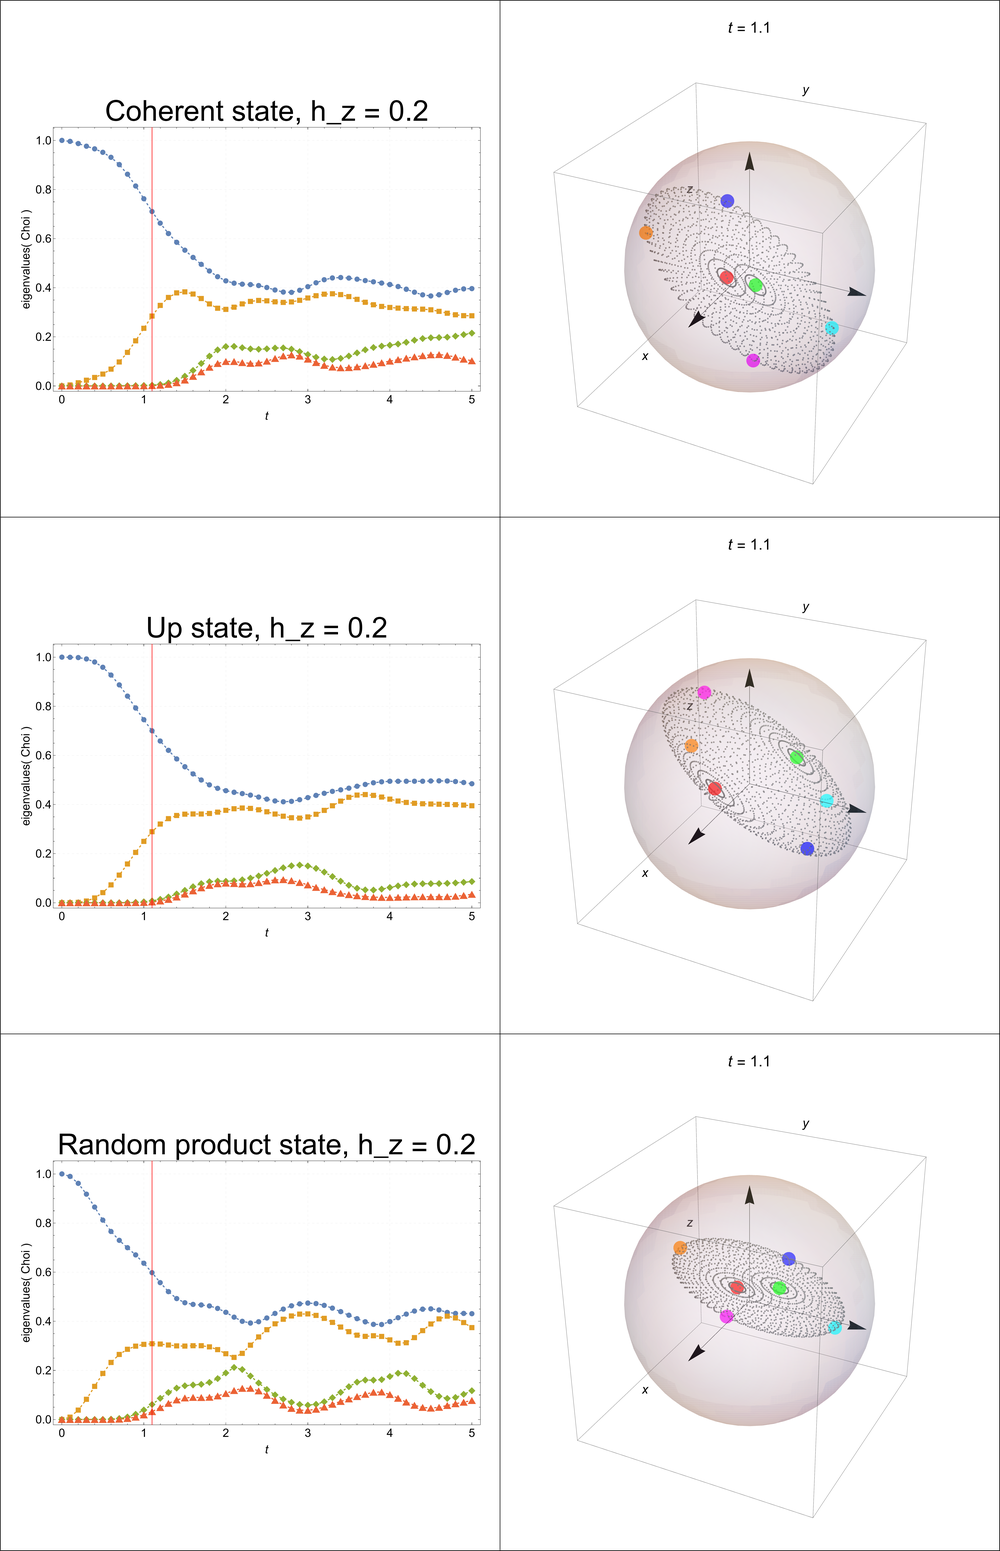 Coherent state, h_z = 0.2
eigenvalues( Choi )
1.0
0.8
0.6
0.4
0.2
0.0
0 1 2 3 4 5
t
t = 1.1
y
z
x
Up state, h_z = 0.2
eigenvalues( Choi )
1.0
0.8
0.6
0.4
0.2
0.0
0 1 2 3 4 5
t
t = 1.1
y
z
x
Random product state, h_z = 0.2
eigenvalues( Choi )
1.0
0.8
0.6
0.4
0.2
0.0
0 1 2 3 4 5
t
t = 1.1
y
z
x